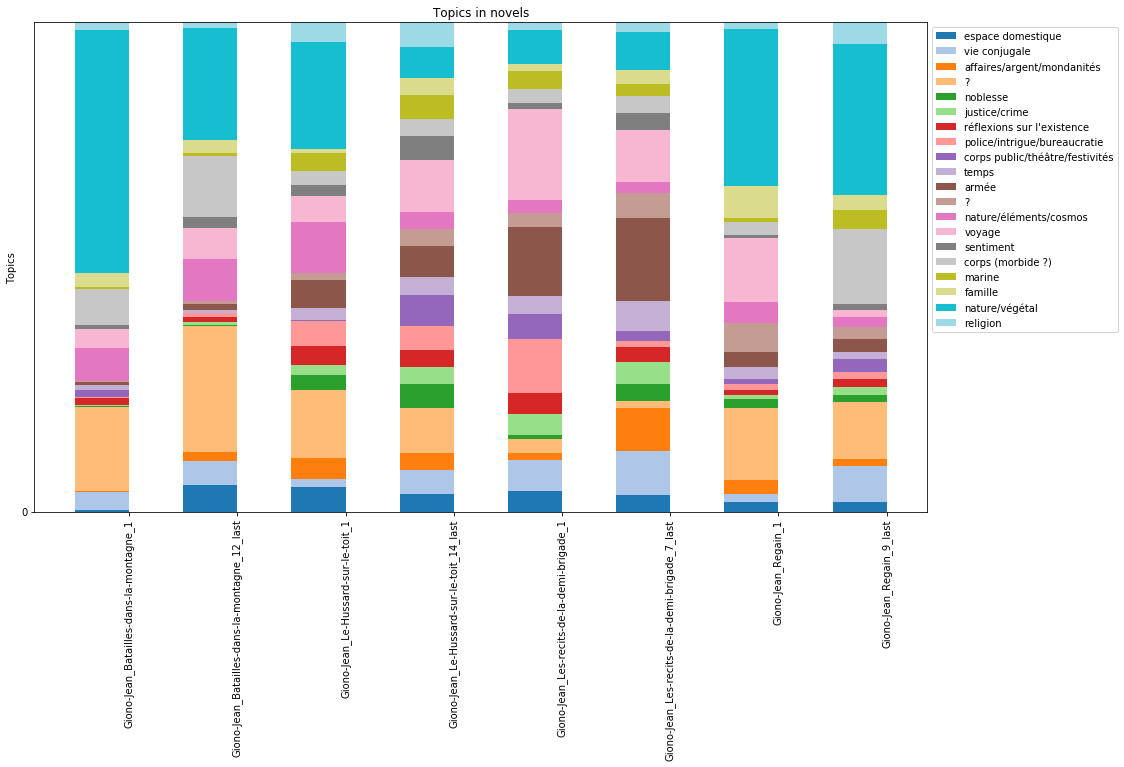 Topics in novels
Topics
0
espace domestique
vie conjugale
affaires/argent/mondanités
?
noblesse
justice/crime
réflexions sur l'existence
police/intrigue/bureaucratie
corps public/théâtre/festivités
temps
armée
?
nature/éléments/cosmos
voyage
sentiment
corps (morbide ?)
marine
famille
nature/végétal
religion
Giono-Jean_Batailles-dans-la-montagne_1
Giono-Jean_Batailles-dans-la-montagne_12_last
Giono-Jean_Le-Hussard-sur-le-toit_1
Giono-Jean_Le-Hussard-sur-le-toit_14_last
Giono-Jean_Les-recits-de-la-demi-brigade_1
Giono-Jean_Les-recits-de-la-demi-brigade_7_last
Giono-Jean_Regain_1
Giono-Jean_Regain_9_last